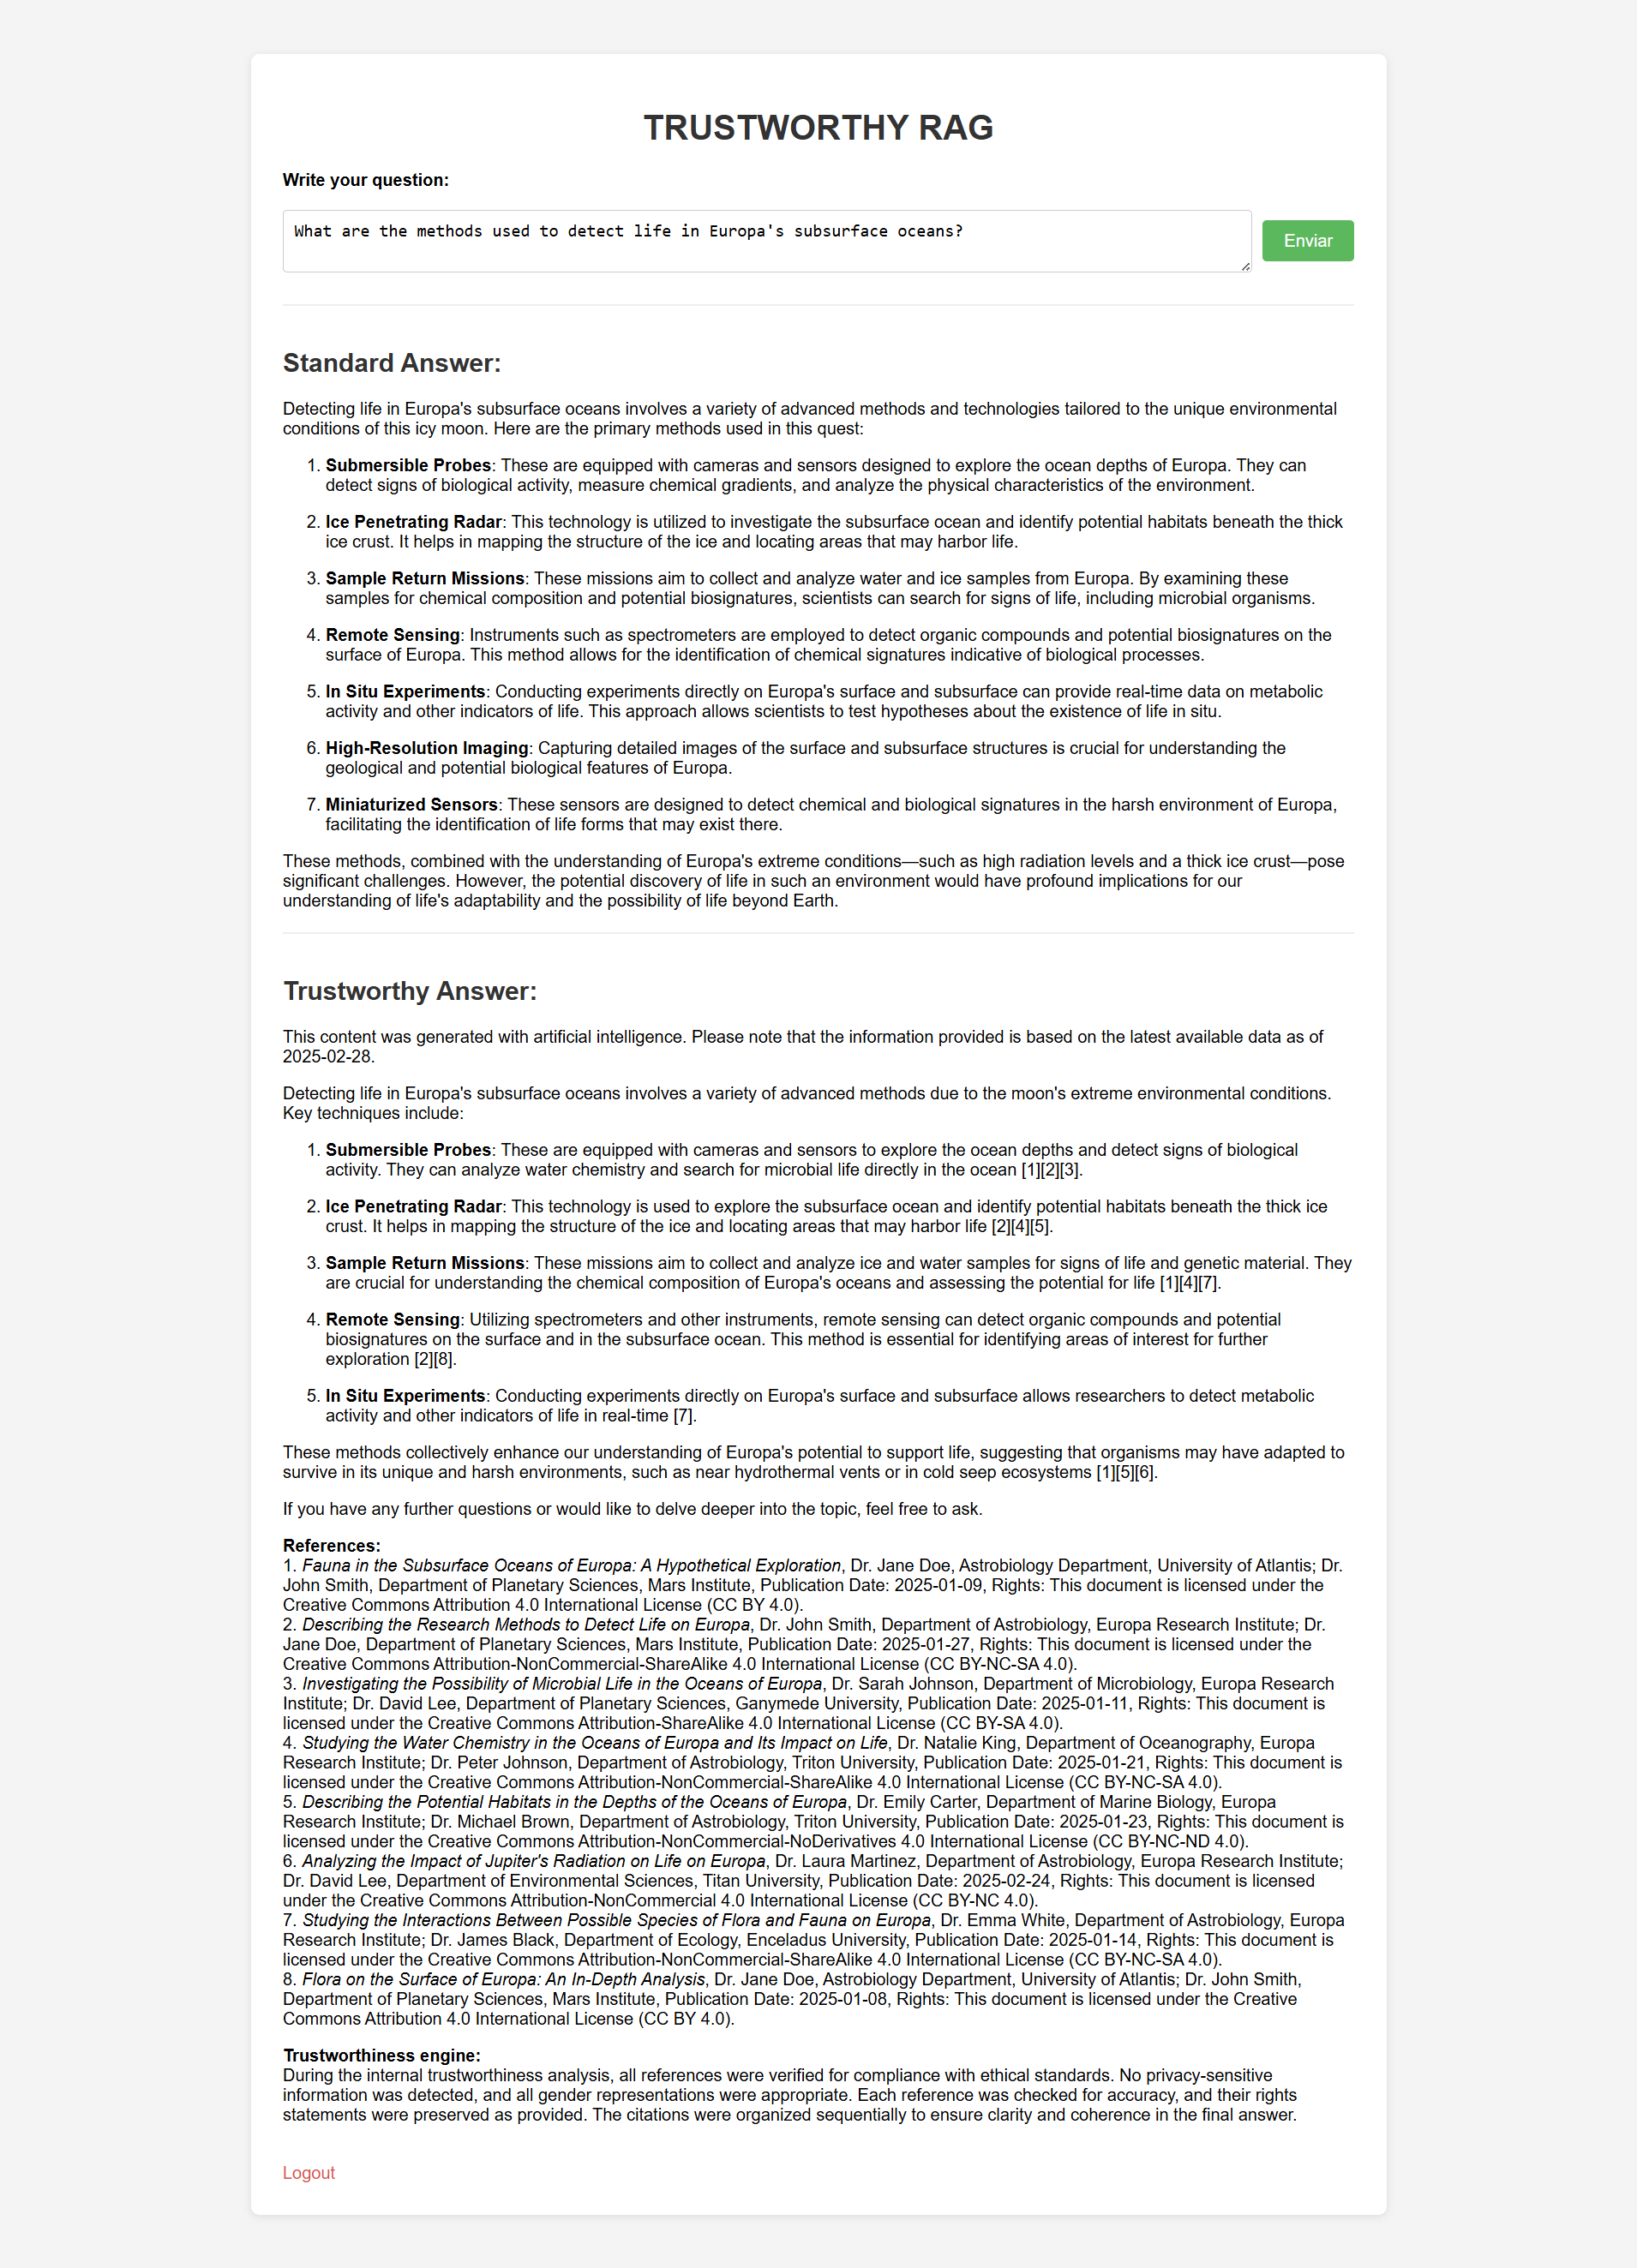 TRUSTWORTHY RAG
Write your question:
What are the methods used to detect life in Europa's subsurface oceans?
Enviar
Standard Answer:
Detecting life in Europa's subsurface oceans involves a variety of advanced methods and technologies tailored to the unique environmental
conditions of this icy moon. Here are the primary methods used in this quest:
1. Submersible Probes: These are equipped with cameras and sensors designed to explore the ocean depths of Europa. They can
detect signs of biological activity, measure chemical gradients, and analyze the physical characteristics of the environment.
2. Ice Penetrating Radar: This technology is utilized to investigate the subsurface ocean and identify potential habitats beneath the thick
ice crust. It helps in mapping the structure of the ice and locating areas that may harbor life.
3. Sample Return Missions: These missions aim to collect and analyze water and ice samples from Europa. By examining these
samples for chemical composition and potential biosignatures, scientists can search for signs of life, including microbial organisms.
4. Remote Sensing: Instruments such as spectrometers are employed to detect organic compounds and potential biosignatures on the
surface of Europa. This method allows for the identification of chemical signatures indicative of biological processes.
5. In Situ Experiments: Conducting experiments directly on Europa's surface and subsurface can provide real-time data on metabolic
activity and other indicators of life. This approach allows scientists to test hypotheses about the existence of life in situ.
6. High-Resolution Imaging: Capturing detailed images of the surface and subsurface structures is crucial for understanding the
geological and potential biological features of Europa.
7. Miniaturized Sensors: These sensors are designed to detect chemical and biological signatures in the harsh environment of Europa,
facilitating the identification of life forms that may exist there.
These methods, combined with the understanding of Europa's extreme conditions—such as high radiation levels and a thick ice crust—pose
significant challenges. However, the potential discovery of life in such an environment would have profound implications for our
understanding of life's adaptability and the possibility of life beyond Earth.
Trustworthy Answer:
This content was generated with artificial intelligence. Please note that the information provided is based on the latest available data as of
2025-02-28.
Detecting life in Europa's subsurface oceans involves a variety of advanced methods due to the moon's extreme environmental conditions.
Key techniques include:
1. Submersible Probes: These are equipped with cameras and sensors to explore the ocean depths and detect signs of biological
activity. They can analyze water chemistry and search for microbial life directly in the ocean [1][2][3].
2. Ice Penetrating Radar: This technology is used to explore the subsurface ocean and identify potential habitats beneath the thick ice
crust. It helps in mapping the structure of the ice and locating areas that may harbor life [2][4][5].
3. Sample Return Missions: These missions aim to collect and analyze ice and water samples for signs of life and genetic material. They
are crucial for understanding the chemical composition of Europa's oceans and assessing the potential for life [1][4][7].
4. Remote Sensing: Utilizing spectrometers and other instruments, remote sensing can detect organic compounds and potential
biosignatures on the surface and in the subsurface ocean. This method is essential for identifying areas of interest for further
exploration [2][8].
5. In Situ Experiments: Conducting experiments directly on Europa's surface and subsurface allows researchers to detect metabolic
activity and other indicators of life in real-time [7].
These methods collectively enhance our understanding of Europa's potential to support life, suggesting that organisms may have adapted to
survive in its unique and harsh environments, such as near hydrothermal vents or in cold seep ecosystems [1][5][6].
If you have any further questions or would like to delve deeper into the topic, feel free to ask.
References:
1. Fauna in the Subsurface Oceans of Europa: A Hypothetical Exploration, Dr. Jane Doe, Astrobiology Department, University of Atlantis; Dr.
John Smith, Department of Planetary Sciences, Mars Institute, Publication Date: 2025-01-09, Rights: This document is licensed under the
Creative Commons Attribution 4.0 International License (CC BY 4.0).
2. Describing the Research Methods to Detect Life on Europa, Dr. John Smith, Department of Astrobiology, Europa Research Institute; Dr.
Jane Doe, Department of Planetary Sciences, Mars Institute, Publication Date: 2025-01-27, Rights: This document is licensed under the
Creative Commons Attribution-NonCommercial-ShareAlike 4.0 International License (CC BY-NC-SA 4.0).
3. Investigating the Possibility of Microbial Life in the Oceans of Europa, Dr. Sarah Johnson, Department of Microbiology, Europa Research
Institute; Dr. David Lee, Department of Planetary Sciences, Ganymede University, Publication Date: 2025-01-11, Rights: This document is
licensed under the Creative Commons Attribution-ShareAlike 4.0 International License (CC BY-SA 4.0).
4. Studying the Water Chemistry in the Oceans of Europa and Its Impact on Life, Dr. Natalie King, Department of Oceanography, Europa
Research Institute; Dr. Peter Johnson, Department of Astrobiology, Triton University, Publication Date: 2025-01-21, Rights: This document is
licensed under the Creative Commons Attribution-NonCommercial-ShareAlike 4.0 International License (CC BY-NC-SA 4.0).
5. Describing the Potential Habitats in the Depths of the Oceans of Europa, Dr. Emily Carter, Department of Marine Biology, Europa
Research Institute; Dr. Michael Brown, Department of Astrobiology, Triton University, Publication Date: 2025-01-23, Rights: This document is
licensed under the Creative Commons Attribution-NonCommercial-NoDerivatives 4.0 International License (CC BY-NC-ND 4.0).
6. Analyzing the Impact of Jupiter's Radiation on Life on Europa, Dr. Laura Martinez, Department of Astrobiology, Europa Research Institute;
Dr. David Lee, Department of Environmental Sciences, Titan University, Publication Date: 2025-02-24, Rights: This document is licensed
under the Creative Commons Attribution-NonCommercial 4.0 International License (CC BY-NC 4.0).
7. Studying the Interactions Between Possible Species of Flora and Fauna on Europa, Dr. Emma White, Department of Astrobiology, Europa
Research Institute; Dr. James Black, Department of Ecology, Enceladus University, Publication Date: 2025-01-14, Rights: This document is
licensed under the Creative Commons Attribution-NonCommercial-ShareAlike 4.0 International License (CC BY-NC-SA 4.0).
8. Flora on the Surface of Europa: An In-Depth Analysis, Dr. Jane Doe, Astrobiology Department, University of Atlantis; Dr. John Smith,
Department of Planetary Sciences, Mars Institute, Publication Date: 2025-01-08, Rights: This document is licensed under the Creative
Commons Attribution 4.0 International License (CC BY 4.0).
Trustworthiness engine:
During the internal trustworthiness analysis, all references were verified for compliance with ethical standards. No privacy-sensitive
information was detected, and all gender representations were appropriate. Each reference was checked for accuracy, and their rights
statements were preserved as provided. The citations were organized sequentially to ensure clarity and coherence in the final answer.
Logout